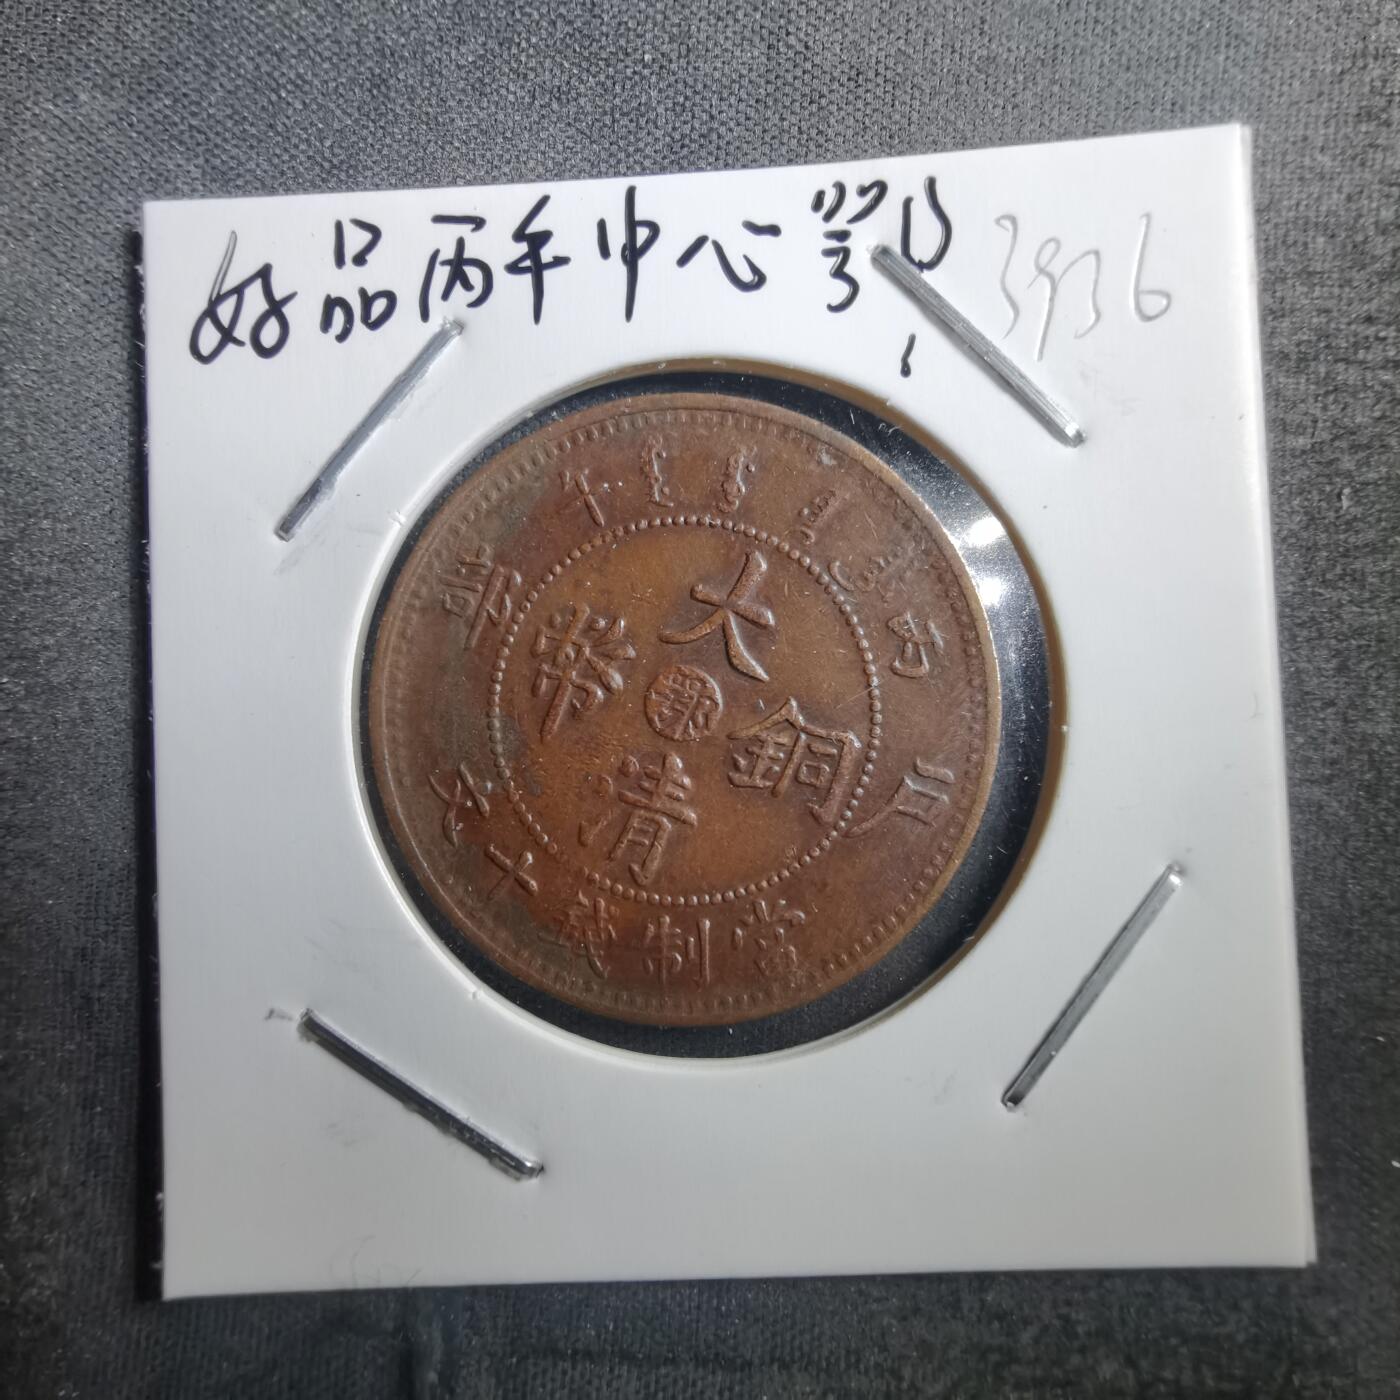 好品丙午中心鄂
3936
午 丙
戶 部
大清銅幣
鄂
當制錢十文